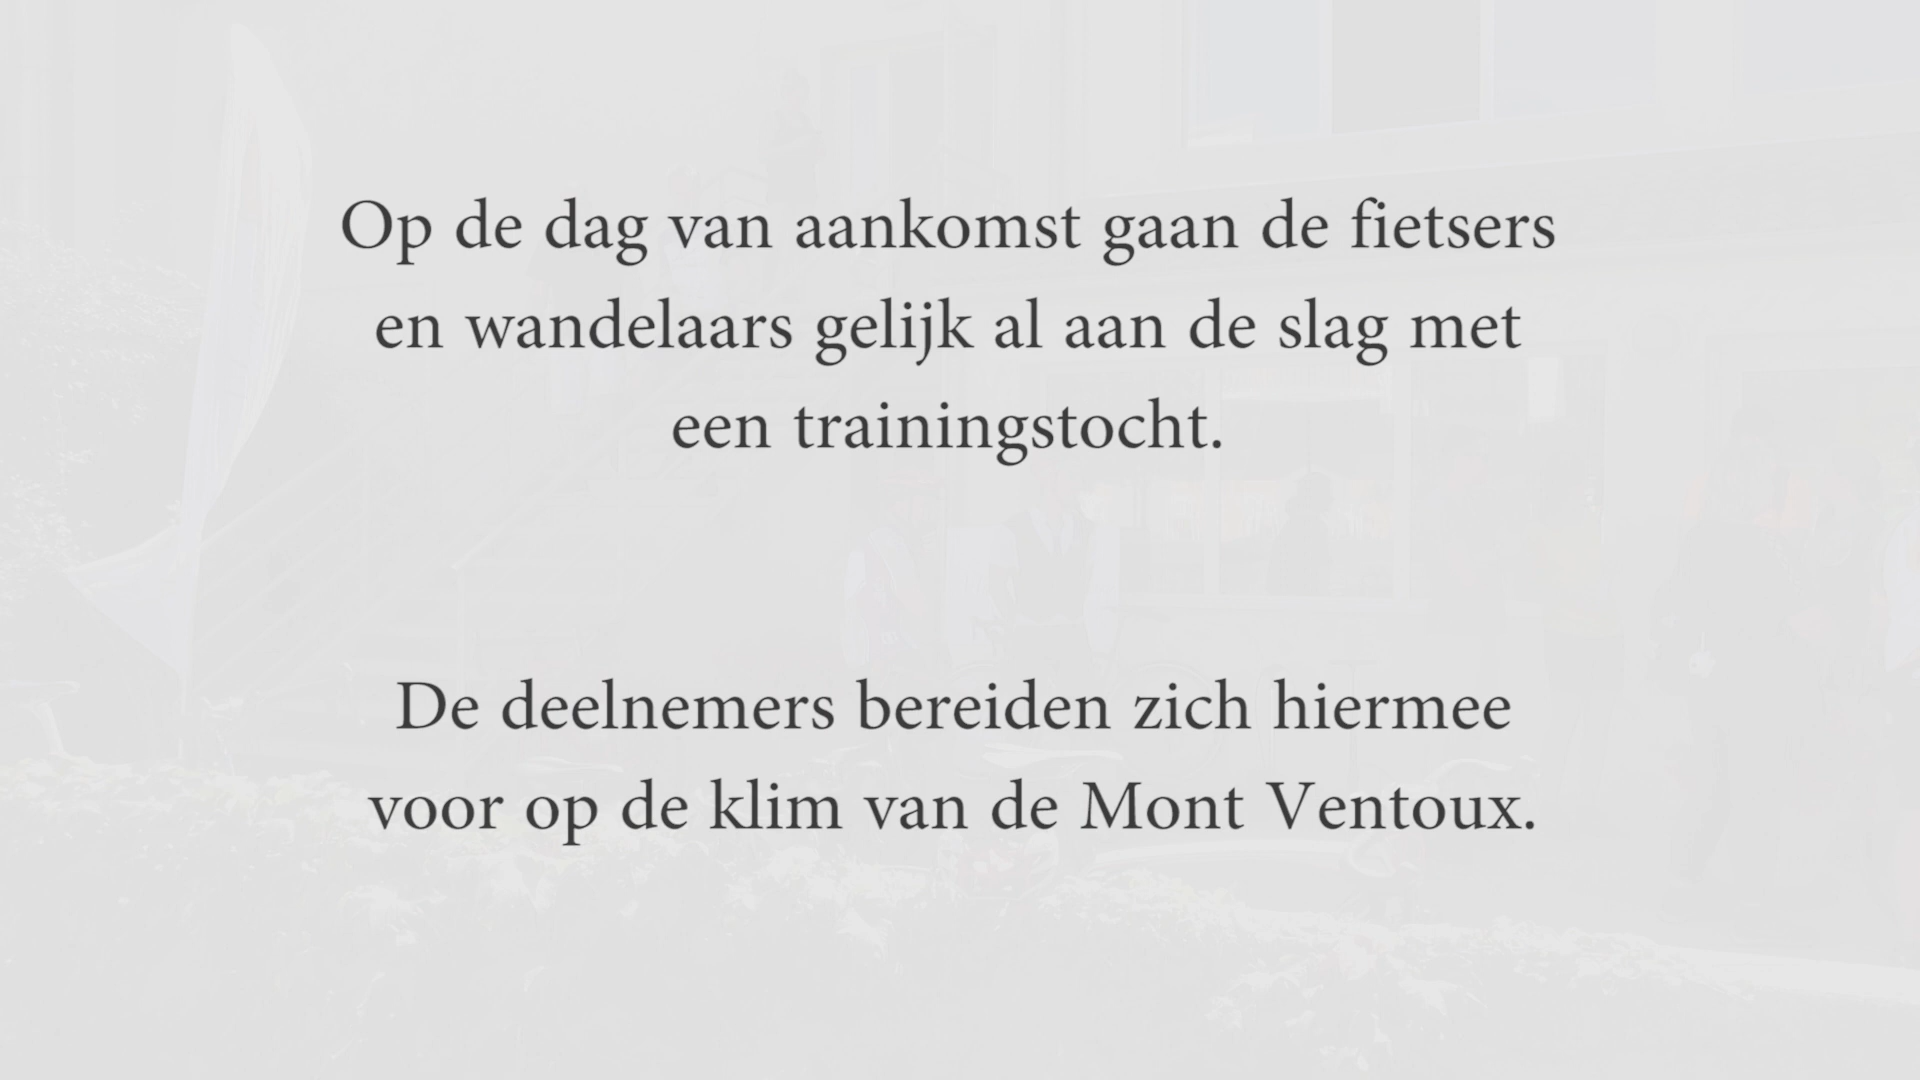 Op de dag van aankomst gaan de fietsers
en wandelaars gelijk al aan de slag met
een trainingstocht.
De deelnemers bereiden zich hiermee
voor op de klim van de Mont Ventoux.